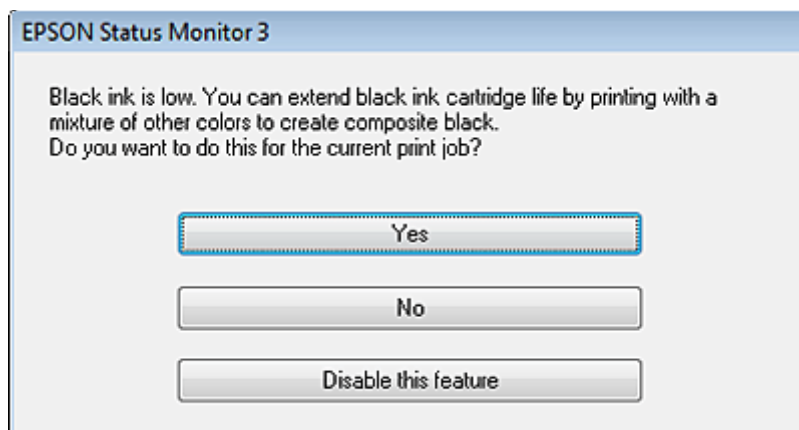 EPSON Status Monitor 3
Black ink is low. You can extend black ink cartridge life by printing with a
mixture of other colors to create composite black.
Do you want to do this for the current print job?
Yes
No
Disable this feature